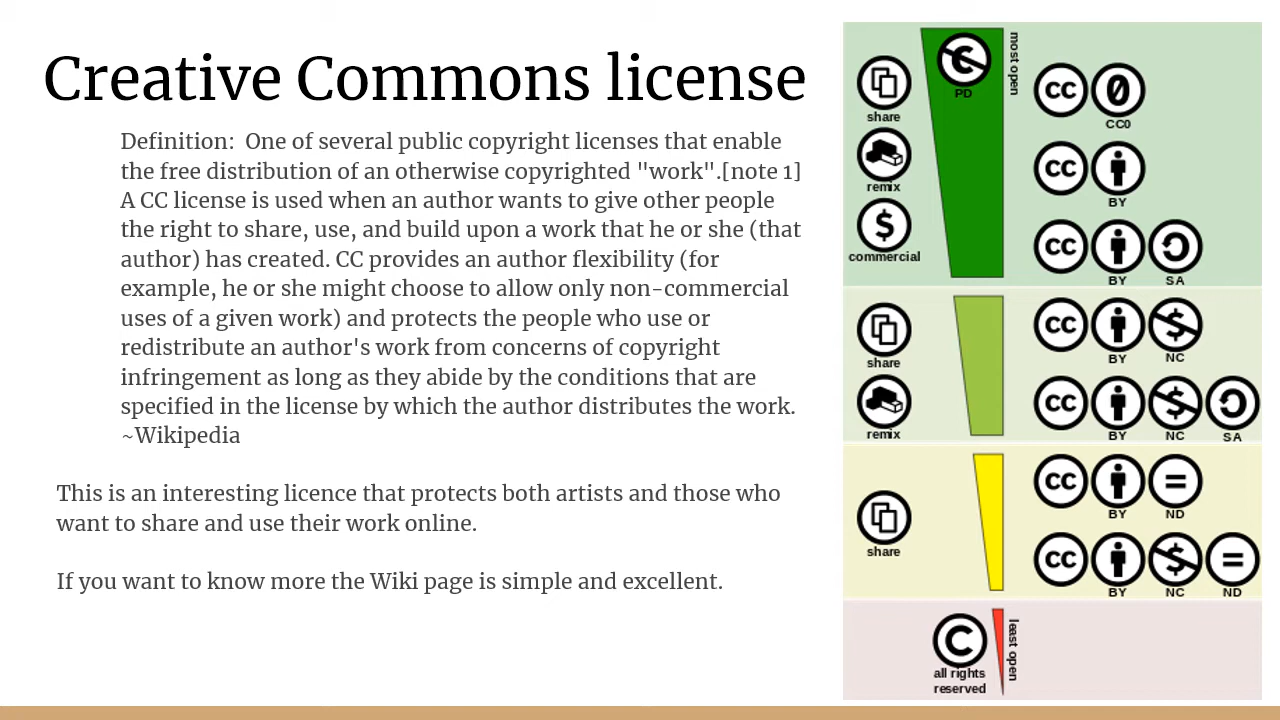 Creative Commons license
Definition:  One of several public copyright licenses that enable
the free distribution of an otherwise copyrighted "work".[note 1]
A CC license is used when an author wants to give other people
the right to share, use, and build upon a work that he or she (that
author) has created. CC provides an author flexibility (for
example, he or she might choose to allow only non-commercial
uses of a given work) and protects the people who use or
redistribute an author's work from concerns of copyright
infringement as long as they abide by the conditions that are
specified in the license by which the author distributes the work.
~Wikipedia
This is an interesting licence that protects both artists and those who
want to share and use their work online.
If you want to know more the Wiki page is simple and excellent.
most open
PD
share
remix
$
commercial
CC 0
CC0
CC
BY
CC
BY SA
share
remix
CC $
BY NC
CC $
BY NC SA
share
CC =
BY ND
CC $ =
BY NC ND
C
all rights
reserved
least open